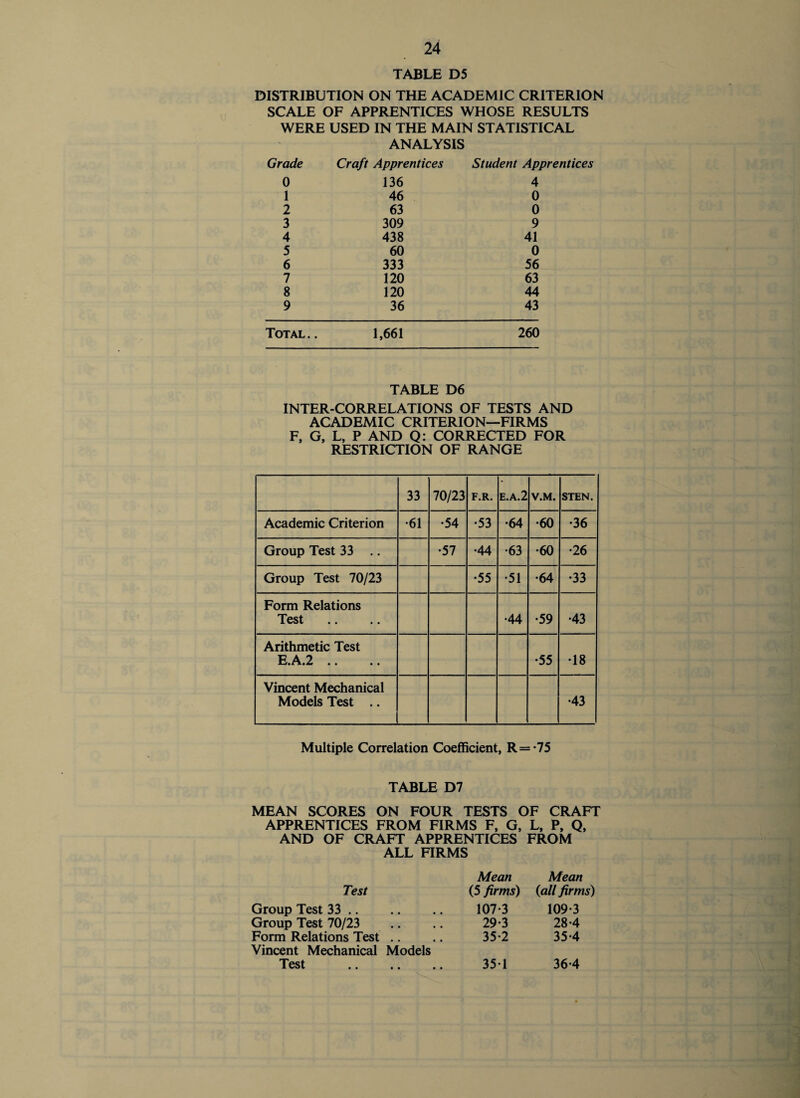 24
TABLE D5
DISTRIBUTION ON THE ACADEMIC CRITERION
SCALE OF APPRENTICES WHOSE RESULTS
WERE USED IN THE MAIN STATISTICAL
ANALYSIS
Grade Craft Apprentices Student Apprentices
0 136 4
1 46 0
2 63 0
3 309 9
4 438 41
5 60 0
6 333 56
7 120 63
8 120 44
9 36 43
TOTAL.. 1,661 260
TABLE D6
INTER-CORRELATIONS OF TESTS AND
ACADEMIC CRITERION—FIRMS
F, G, L, P AND Q: CORRECTED FOR
RESTRICTION OF RANGE
33 70/23 F.R. E.A.2 V.M. STEN.
Academic Criterion ·61 ·54 ·53 ·64 ·60 ·36
Group Test 33 .. ·57 ·44 ·63 ·60 ·26
Group Test 70/23 ·55 ·51 ·64 ·33
Form Relations
Test .. .. ·44 ·59 ·43
Arithmetic Test
E.A.2 .. .. ·55 ·18
Vincent Mechanical
Models Test .. ·43
Multiple Correlation Coefficient, R=·75
TABLE D7
MEAN SCORES ON FOUR TESTS OF CRAFT
APPRENTICES FROM FIRMS F, G, L, P, Q,
AND OF CRAFT APPRENTICES FROM
ALL FIRMS
Mean Mean
Test (5 firms) (all firms)
Group Test 33 .. .. .. 107·3 109·3
Group Test 70/23 .. .. 29·3 28·4
Form Relations Test .. .. 35·2 35·4
Vincent Mechanical Models
Test .. .. .. 35·1 36·4